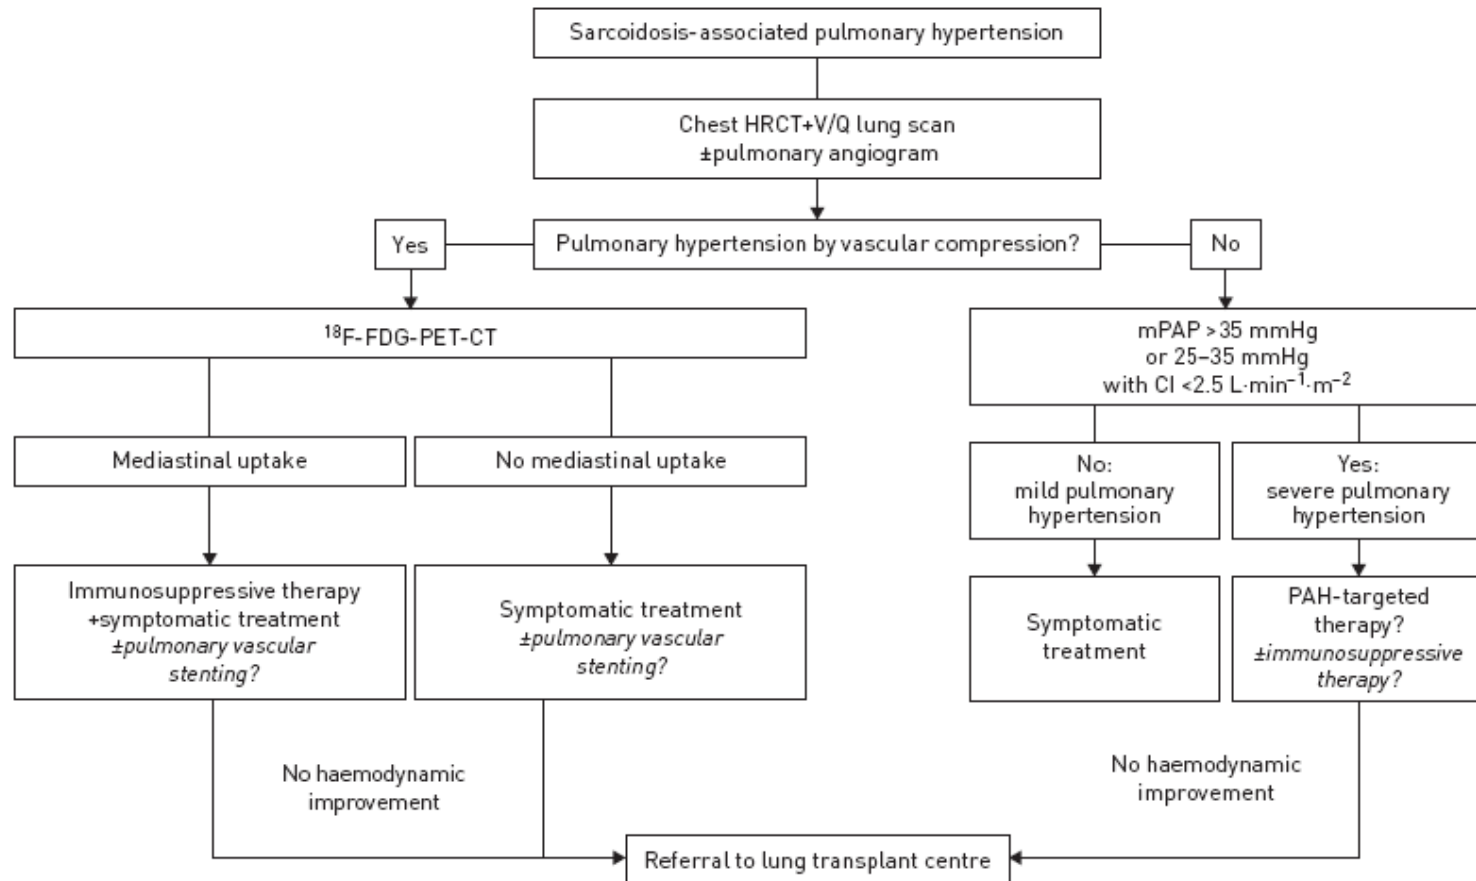 Sarcoidosis-associated pulmonary hypertension
Chest HRCT+V/Q lung scan
±pulmonary angiogram
Yes
Pulmonary hypertension by vascular compression?
No
¹⁸F-FDG-PET-CT
mPAP >35 mmHg
or 25–35 mmHg
with CI <2.5 L·min⁻¹·m⁻²
Mediastinal uptake
No mediastinal uptake
No:
mild pulmonary
hypertension
Yes:
severe pulmonary
hypertension
Immunosuppressive therapy
+symptomatic treatment
±pulmonary vascular
stenting?
Symptomatic treatment
±pulmonary vascular
stenting?
Symptomatic
treatment
PAH-targeted
therapy?
±immunosuppressive
therapy?
No haemodynamic
improvement
No haemodynamic
improvement
Referral to lung transplant centre